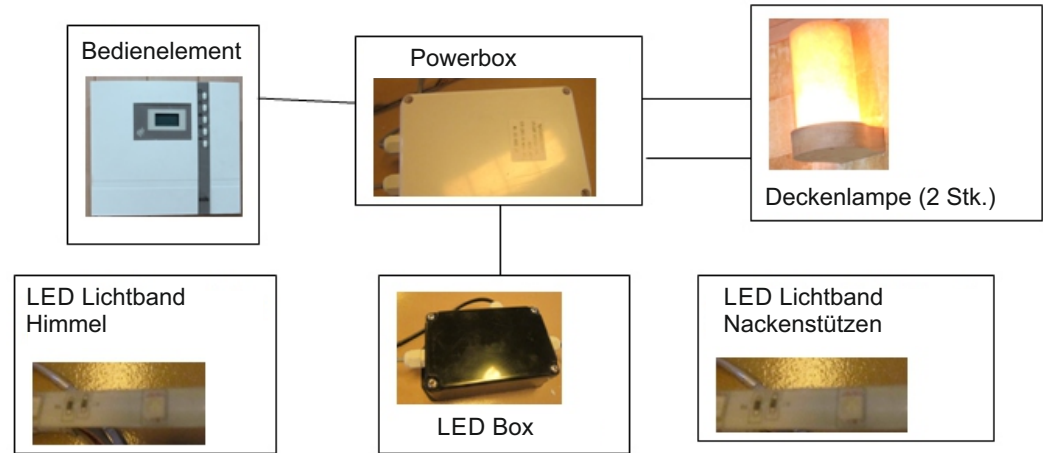 Bedienelement
Powerbox
Deckenlampe (2 Stk.)
LED Lichtband
Himmel
LED Box
LED Lichtband
Nackenstützen